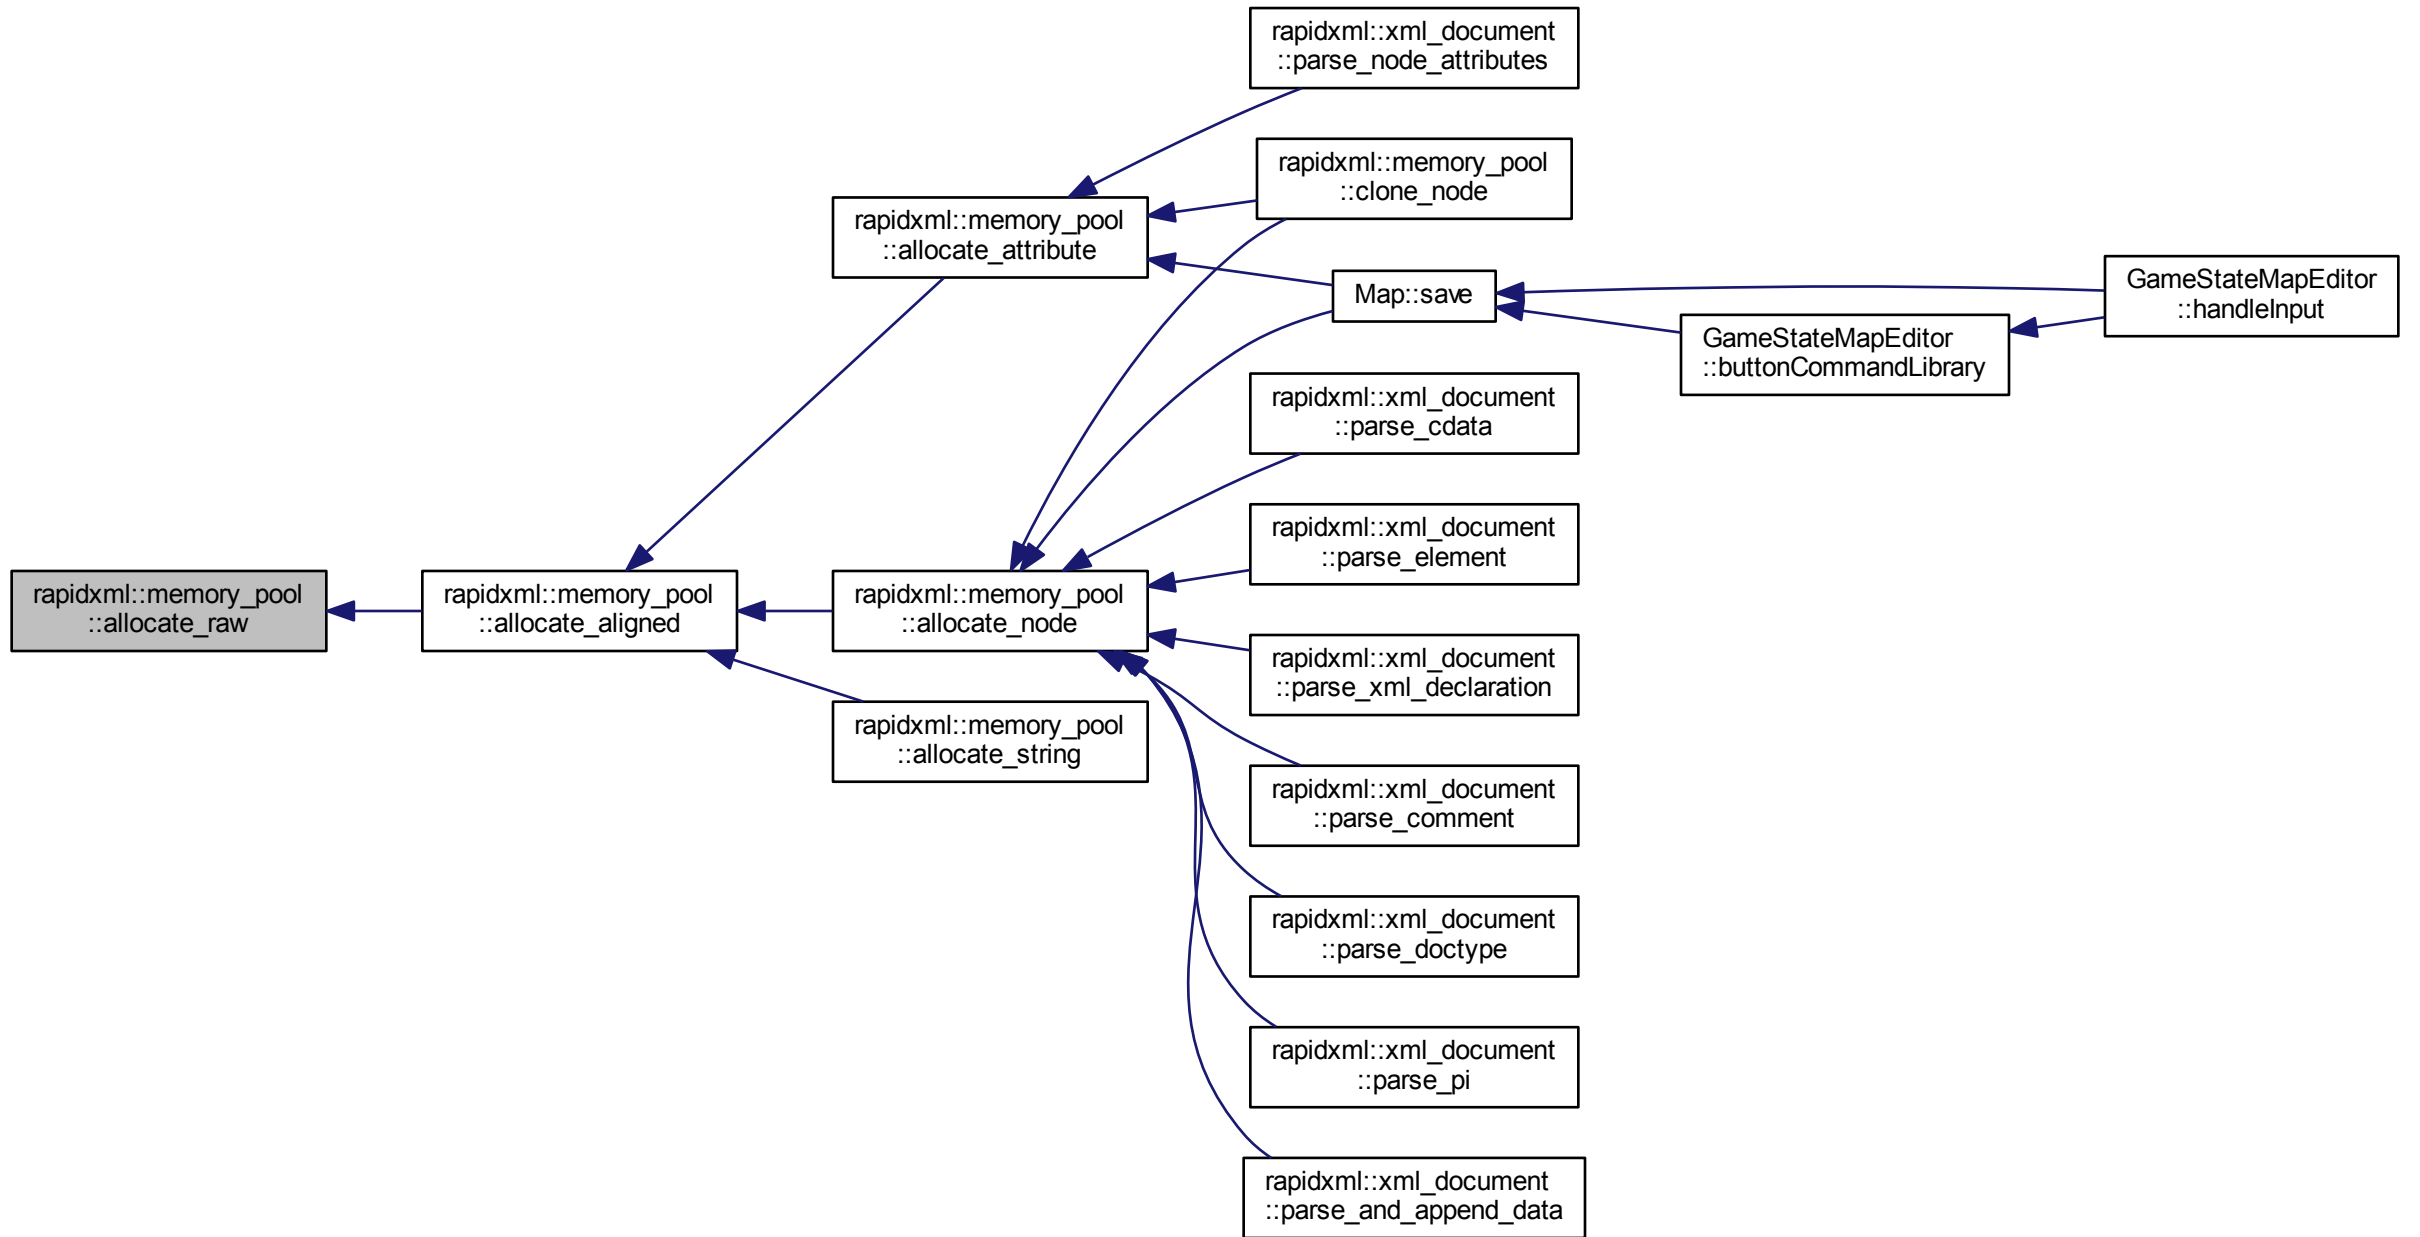 rapidxml::xml_document
::parse_node_attributes
rapidxml::memory_pool
::clone_node
rapidxml::memory_pool
::allocate_attribute
Map::save
GameStateMapEditor
::handleInput
GameStateMapEditor
::buttonCommandLibrary
rapidxml::xml_document
::parse_cdata
rapidxml::xml_document
::parse_element
rapidxml::memory_pool
::allocate_raw
rapidxml::memory_pool
::allocate_aligned
rapidxml::memory_pool
::allocate_node
rapidxml::xml_document
::parse_xml_declaration
rapidxml::memory_pool
::allocate_string
rapidxml::xml_document
::parse_comment
rapidxml::xml_document
::parse_doctype
rapidxml::xml_document
::parse_pi
rapidxml::xml_document
::parse_and_append_data